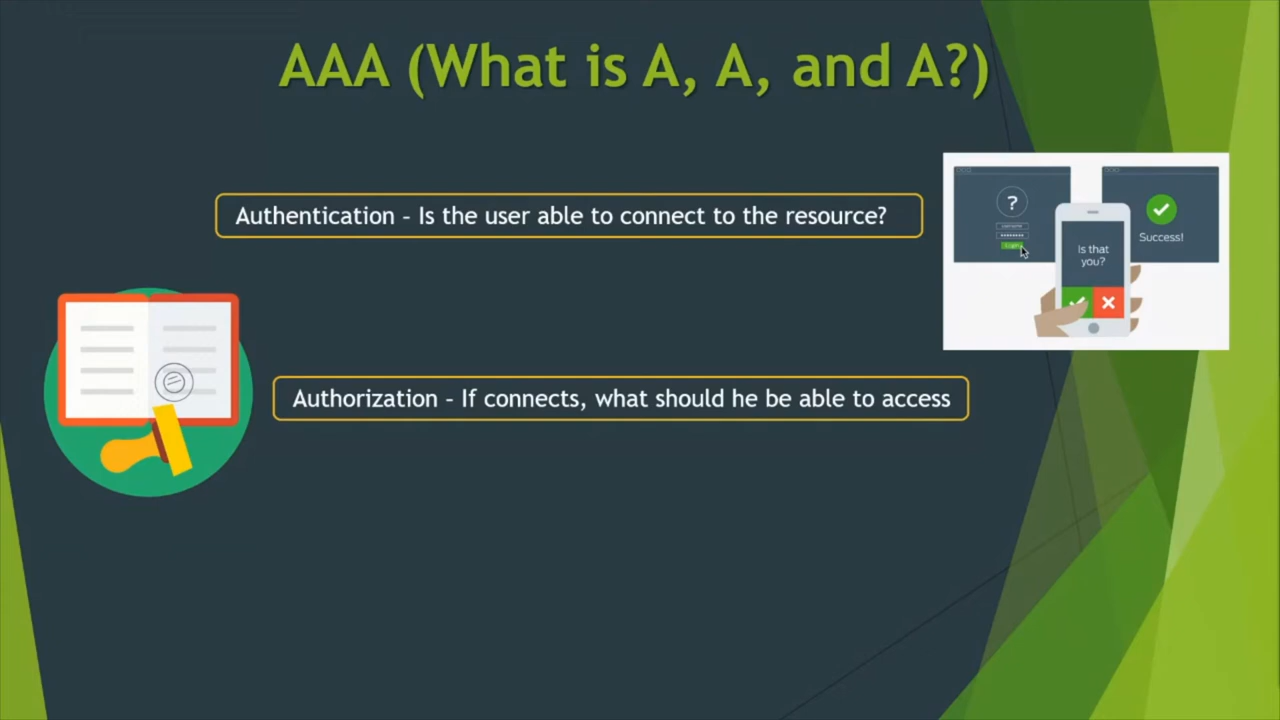 AAA (What is A, A, and A?)
Authentication – Is the user able to connect to the resource?
?
Success!
Is that
you?
Authorization – If connects, what should he be able to access